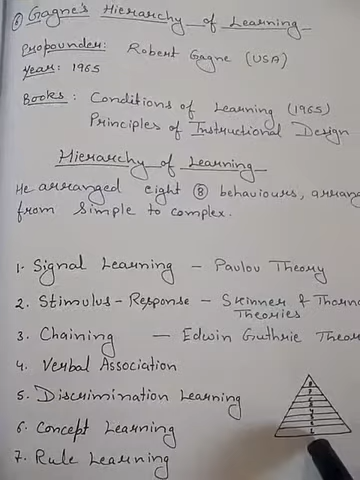 ⑥ Gagne's Hierarchy of Learning
Propounder: Robert Gagne (USA)
Year: 1965
Books: Conditions of Learning (1965)
Principles of Instructional Design
Hierarchy of Learning
He arranged eight ⑧ behaviours, arran
from simple to complex.
1. Signal Learning – Pavlov Theory
2. Stimulus-Response – Skinner & Thorn
Theories
3. Chaining — Edwin Guthrie Theor
4. Verbal Association
5. Discrimination Learning
6. Concept Learning
7. Rule Learning